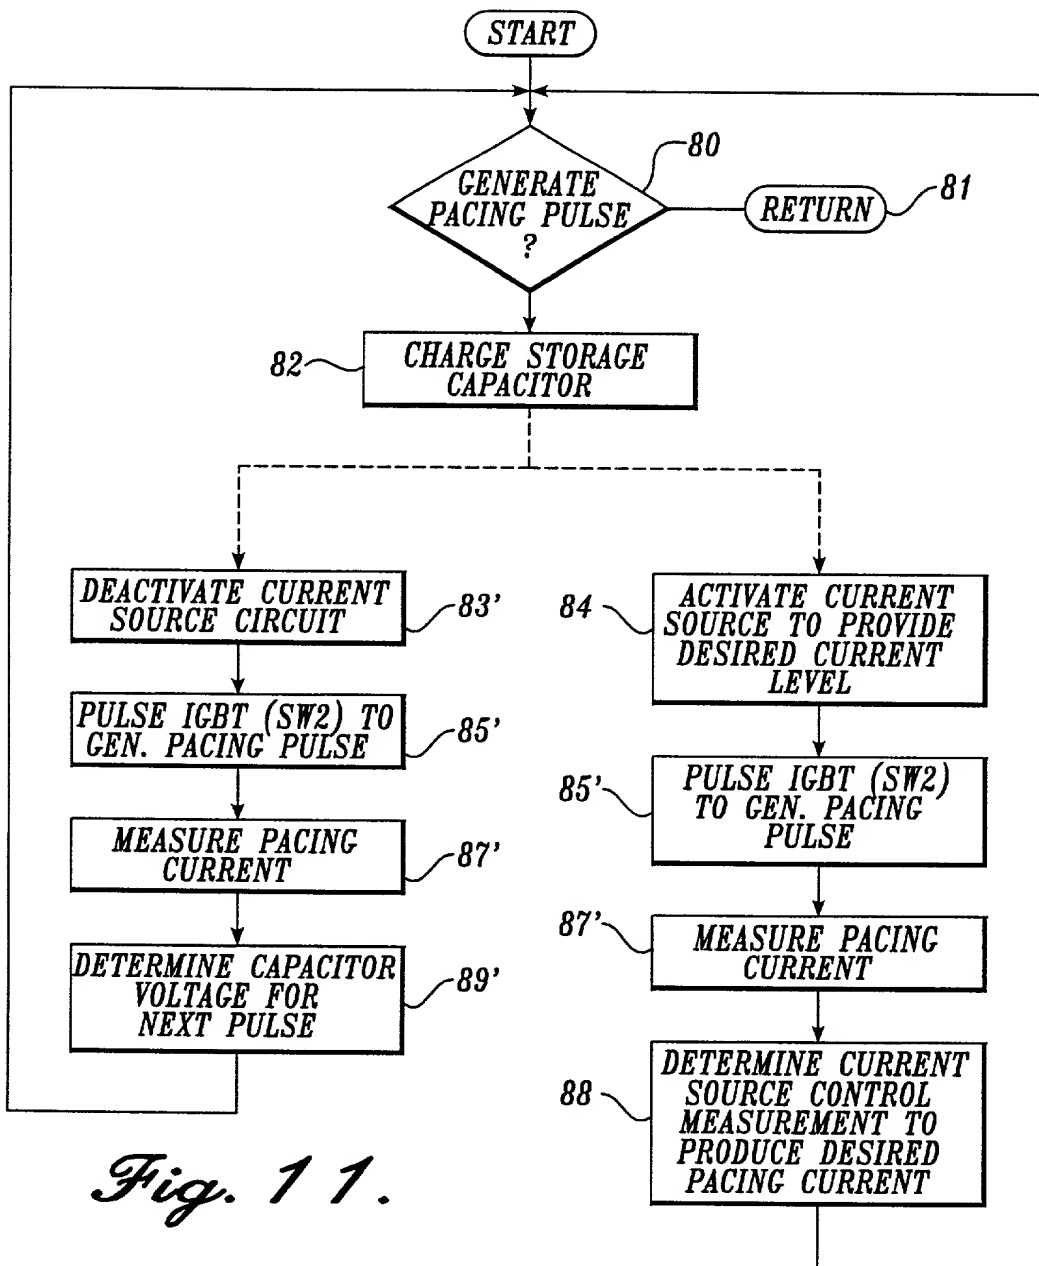 START
GENERATE
PACING PULSE
?
80
RETURN
81
82
CHARGE STORAGE
CAPACITOR
DEACTIVATE CURRENT
SOURCE CIRCUIT
83'
PULSE IGBT (SW2) TO
GEN. PACING PULSE
85'
MEASURE PACING
CURRENT
87'
DETERMINE CAPACITOR
VOLTAGE FOR
NEXT PULSE
89'
84
ACTIVATE CURRENT
SOURCE TO PROVIDE
DESIRED CURRENT
LEVEL
85'
PULSE IGBT (SW2)
TO GEN. PACING
PULSE
87'
MEASURE PACING
CURRENT
88
DETERMINE CURRENT
SOURCE CONTROL
MEASUREMENT TO
PRODUCE DESIRED
PACING CURRENT
Fig. 11.